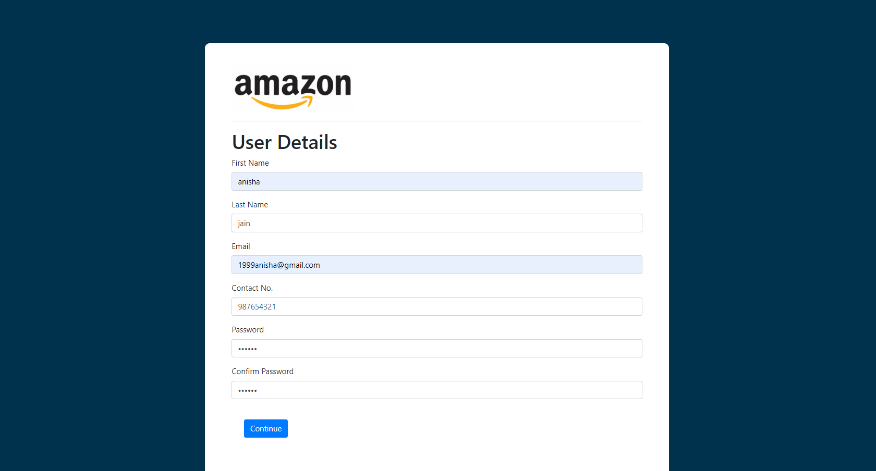 amazon
User Details
First Name
anisha
Last Name
jain
Email
1999anisha@gmail.com
Contact No.
987654321
Password
••••••
Confirm Password
••••••
Continue